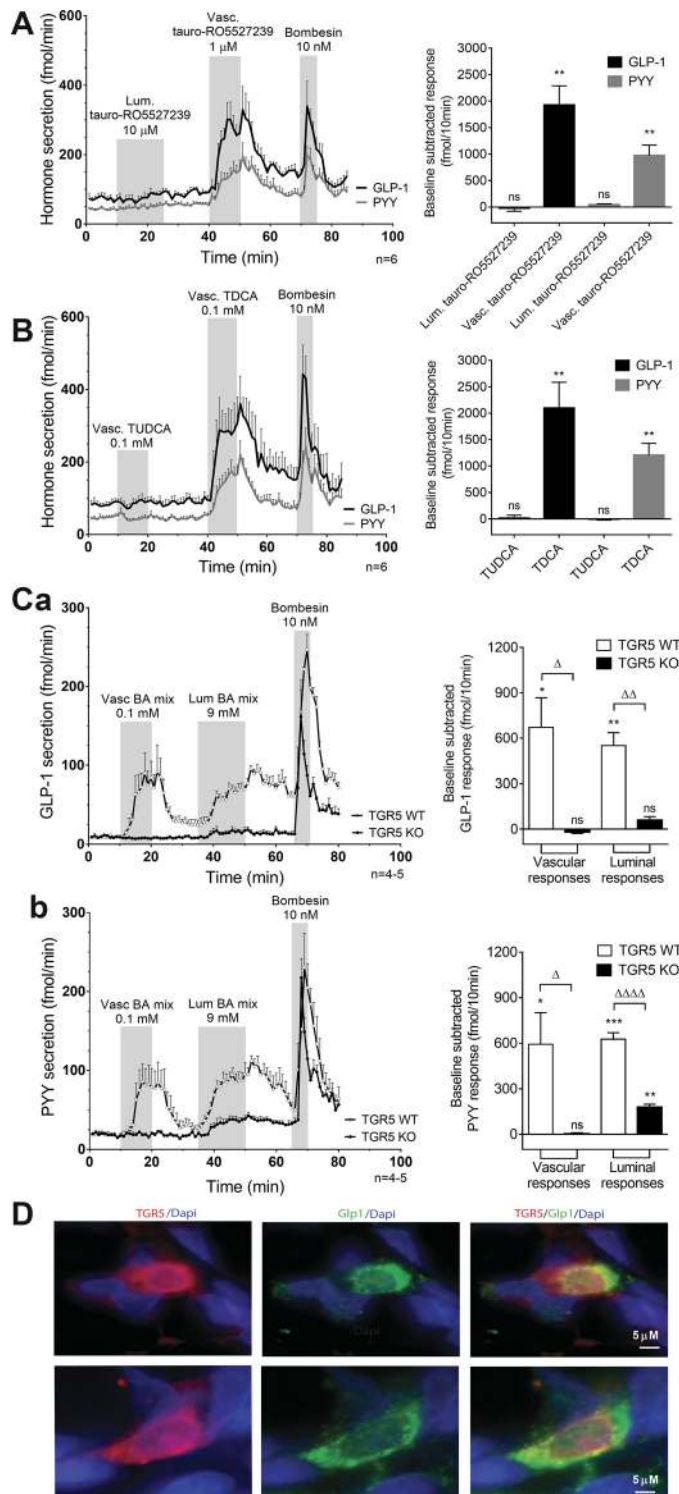 A
Hormone secretion (fmol/min)
600
400
200
0
Lum.
tauro-RO5527239
10 μM
Vasc.
tauro-RO5527239
1 μM
Bombesin
10 nM
GLP-1
PYY
0 20 40 60 80 100
Time (min)
n=6
Baseline subtracted response
(fmol/10min)
3000
2500
2000
1500
1000
500
0
GLP-1
PYY
ns
**
ns
**
Lum. tauro-RO5527239
Vasc. tauro-RO5527239
Lum. tauro-RO5527239
Vasc. tauro-RO5527239
B
Hormone secretion (fmol/min)
600
400
200
0
Vasc. TUDCA
0.1 mM
Vasc. TDCA
0.1 mM
Bombesin
10 nM
GLP-1
PYY
0 20 40 60 80 100
Time (min)
n=6
Baseline subtracted response
(fmol/10min)
3000
2500
2000
1500
1000
500
0
GLP-1
PYY
ns
**
ns
**
TUDCA
TDCA
TUDCA
TDCA
Ca
GLP-1 secretion (fmol/min)
300
200
100
0
Vasc BA mix
0.1 mM
Lum BA mix
9 mM
Bombesin
10 nM
TGR5 WT
TGR5 KO
0 20 40 60 80 100
Time (min)
n=4-5
Baseline subtracted
GLP-1 response (fmol/10min)
1200
900
600
300
0
TGR5 WT
TGR5 KO
Δ
*
ns
ΔΔ
**
ns
Vascular
responses
Luminal
responses
b
PYY secretion (fmol/min)
300
200
100
0
Vasc BA mix
0.1 mM
Lum BA mix
9 mM
Bombesin
10 nM
TGR5 WT
TGR5 KO
0 20 40 60 80 100
Time (min)
n=4-5
Baseline subtracted
PYY response (fmol/10min)
1200
900
600
300
0
TGR5 WT
TGR5 KO
Δ
*
ns
ΔΔΔΔ
***
**
Vascular
responses
Luminal
responses
D
TGR5/Dapi
Glp1/Dapi
TGR5/Glp1/Dapi
/Dapi
5 μM
5 μM